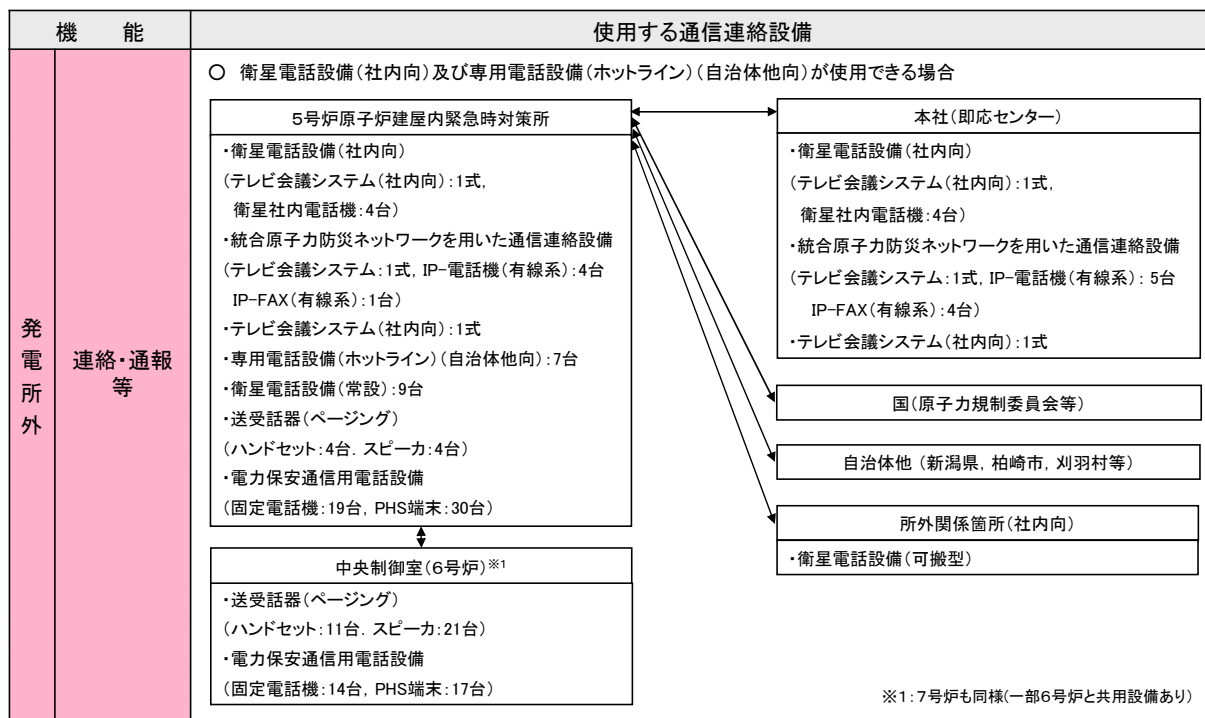 機　能
使用する通信連絡設備
発電所外
連絡・通報
等
○ 衛星電話設備(社内向)及び専用電話設備(ホットライン)(自治体他向)が使用できる場合
5号炉原子炉建屋内緊急時対策所
・衛星電話設備(社内向)
(テレビ会議システム(社内向):1式,
衛星社内電話機:4台)
・統合原子力防災ネットワークを用いた通信連絡設備
(テレビ会議システム:1式, IP-電話機(有線系):4台
IP-FAX(有線系):1台)
・テレビ会議システム(社内向):1式
・専用電話設備(ホットライン)(自治体他向):7台
・衛星電話設備(常設):9台
・送受話器(ページング)
(ハンドセット:4台. スピーカ:4台)
・電力保安通信用電話設備
(固定電話機:19台, PHS端末:30台)
中央制御室(6号炉)※1
・送受話器(ページング)
(ハンドセット:11台. スピーカ:21台)
・電力保安通信用電話設備
(固定電話機:14台, PHS端末:17台)
本社(即応センター)
・衛星電話設備(社内向)
(テレビ会議システム(社内向):1式,
衛星社内電話機:4台)
・統合原子力防災ネットワークを用いた通信連絡設備
(テレビ会議システム:1式, IP-電話機(有線系): 5台
IP-FAX(有線系):4台)
・テレビ会議システム(社内向):1式
国(原子力規制委員会等)
自治体他 (新潟県, 柏崎市, 刈羽村等)
所外関係箇所(社内向)
・衛星電話設備(可搬型)
※1:7号炉も同様(一部6号炉と共用設備あり)